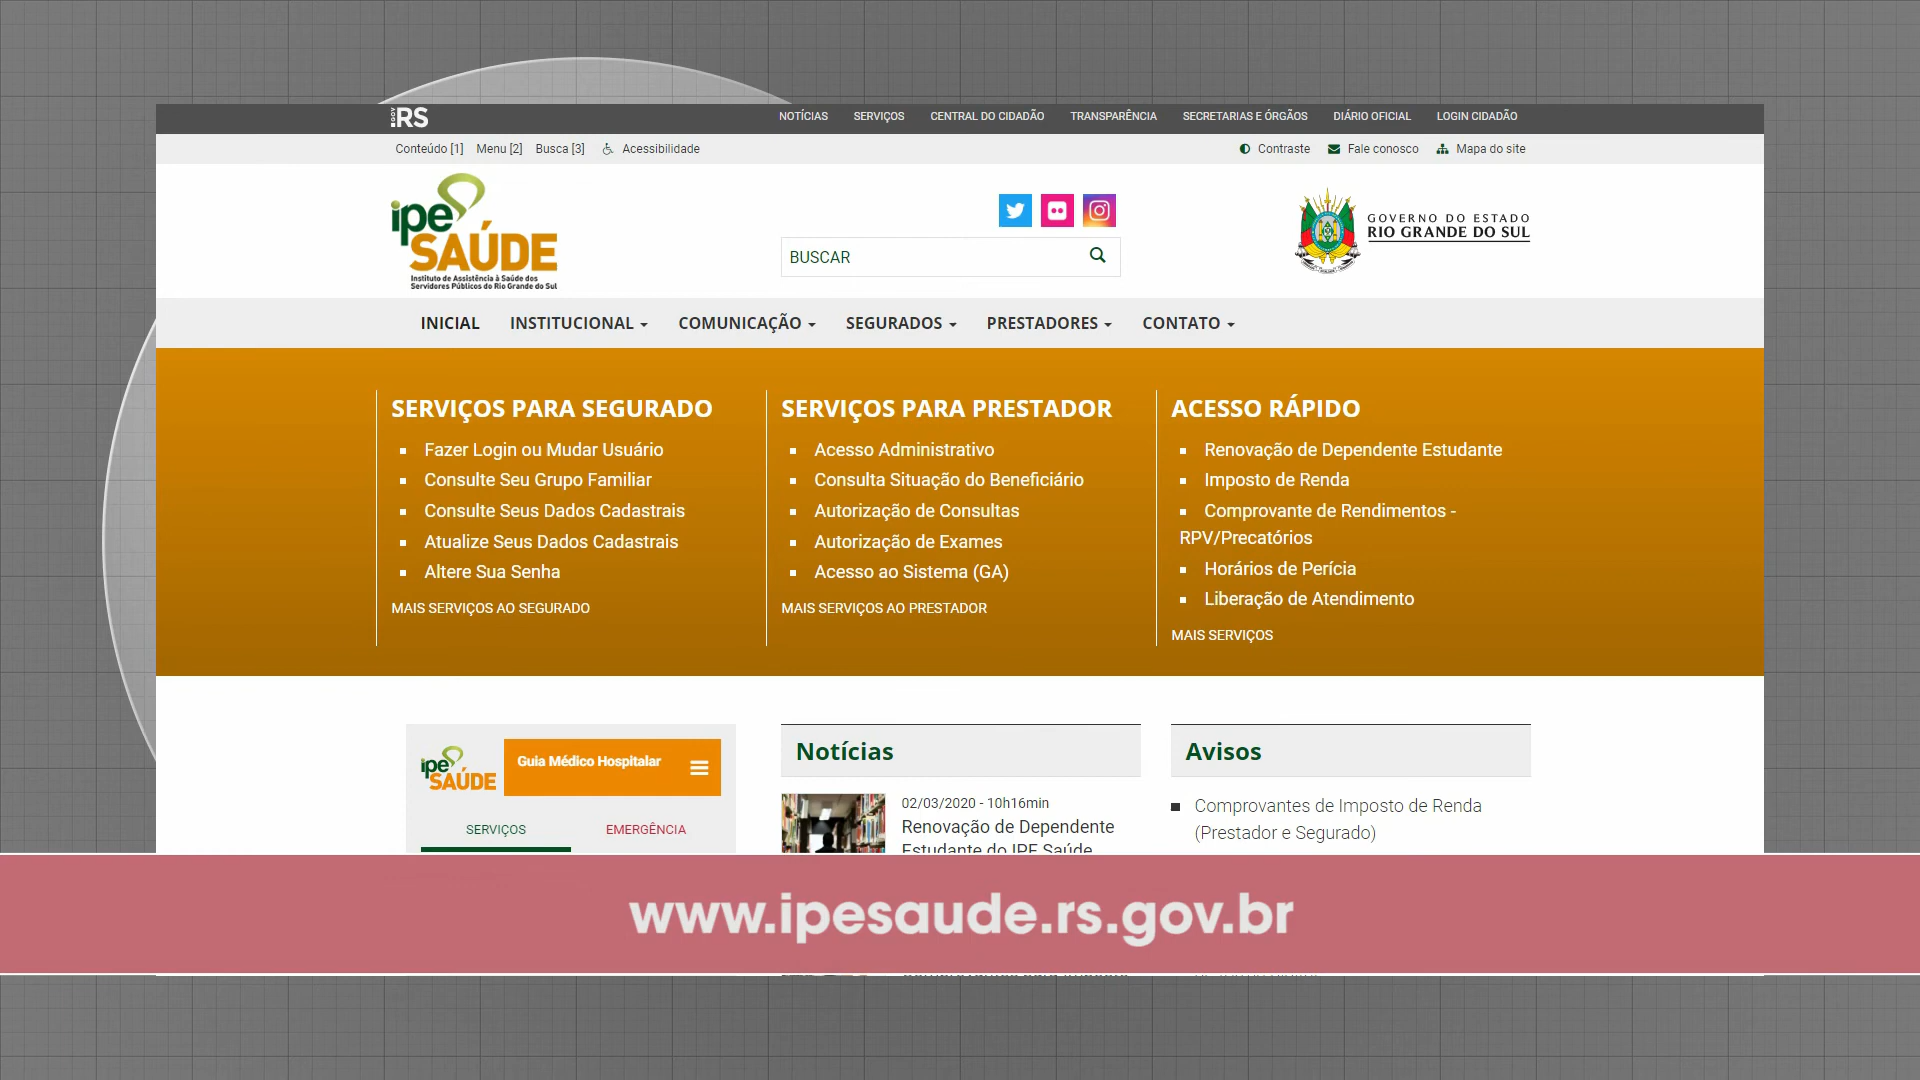 .GOV RS
NOTÍCIAS SERVIÇOS CENTRAL DO CIDADÃO TRANSPARÊNCIA SECRETARIAS E ÓRGÃOS DIÁRIO OFICIAL LOGIN CIDADÃO
Conteúdo [1] Menu [2] Busca [3] Acessibilidade
Contraste Fale conosco Mapa do site
ipe
SAÚDE
Instituto de Assistência à Saúde dos
Servidores Públicos do Rio Grande do Sul
BUSCAR
GOVERNO DO ESTADO
RIO GRANDE DO SUL
INICIAL INSTITUCIONAL COMUNICAÇÃO SEGURADOS PRESTADORES CONTATO
SERVIÇOS PARA SEGURADO
Fazer Login ou Mudar Usuário
Consulte Seu Grupo Familiar
Consulte Seus Dados Cadastrais
Atualize Seus Dados Cadastrais
Altere Sua Senha
MAIS SERVIÇOS AO SEGURADO
SERVIÇOS PARA PRESTADOR
Acesso Administrativo
Consulta Situação do Beneficiário
Autorização de Consultas
Autorização de Exames
Acesso ao Sistema (GA)
MAIS SERVIÇOS AO PRESTADOR
ACESSO RÁPIDO
Renovação de Dependente Estudante
Imposto de Renda
Comprovante de Rendimentos -
RPV/Precatórios
Horários de Perícia
Liberação de Atendimento
MAIS SERVIÇOS
ipe
SAÚDE
Guia Médico Hospitalar
SERVIÇOS EMERGÊNCIA
Notícias
02/03/2020 - 10h16min
Renovação de Dependente
Estudante do IPE Saúde
Avisos
Comprovantes de Imposto de Renda
(Prestador e Segurado)
www.ipesaude.rs.gov.br